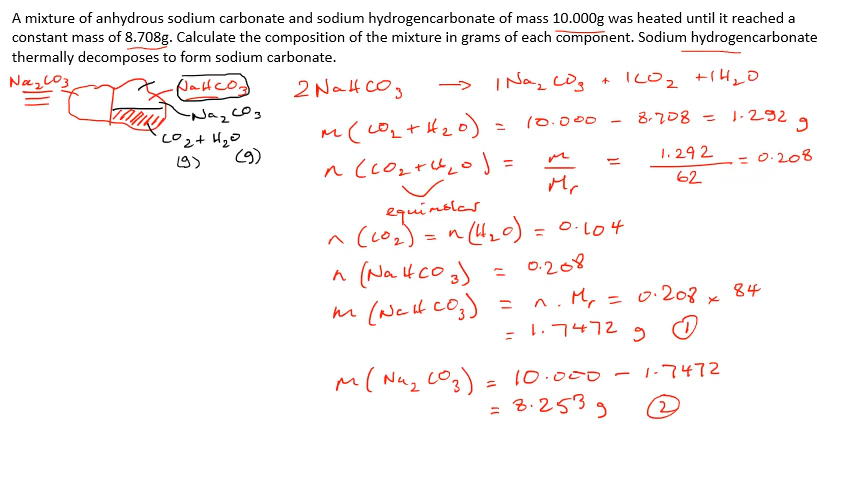 A mixture of anhydrous sodium carbonate and sodium hydrogencarbonate of mass 10.000g was heated until it reached a
constant mass of 8.708g. Calculate the composition of the mixture in grams of each component. Sodium hydrogencarbonate
thermally decomposes to form sodium carbonate.
Na₂CO₃
NaHCO₃
Na₂CO₃
CO₂ + H₂O
(g) (g)
2NaHCO₃ → 1Na₂CO₃ + 1CO₂ + 1H₂O
m(CO₂ + H₂O) = 10.000 - 8.708 = 1.292 g
n(CO₂ + H₂O) = m/Mr = 1.292/62 = 0.208
equimolar
n(CO₂) = n(H₂O) = 0.104
n(NaHCO₃) = 0.208
m(NaHCO₃) = n . Mr = 0.208 × 84
= 1.7472 g ①
m(Na₂CO₃) = 10.000 - 1.7472
= 8.253 g ②